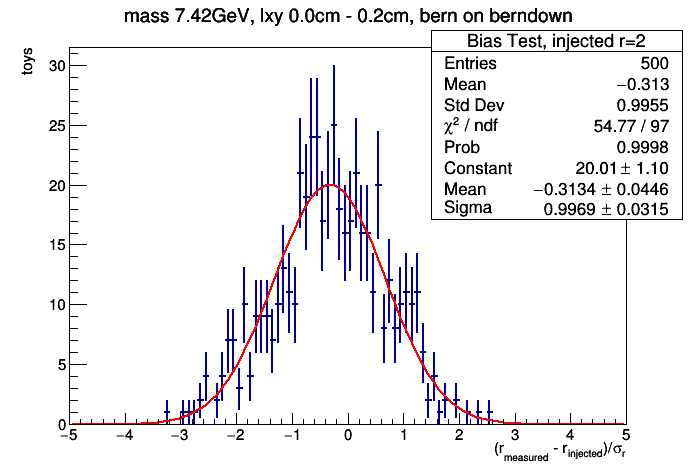 mass 7.42GeV, lxy 0.0cm - 0.2cm, bern on berndown
Bias Test, injected r=2
Entries 500
Mean −0.313
Std Dev 0.9955
χ² / ndf 54.77 / 97
Prob 0.9998
Constant 20.01 ± 1.10
Mean −0.3134 ± 0.0446
Sigma 0.9969 ± 0.0315
toys
30
25
20
15
10
5
0
−5 −4 −3 −2 −1 0 1 2 3 4 5
(r_measured - r_injected)/σ_r